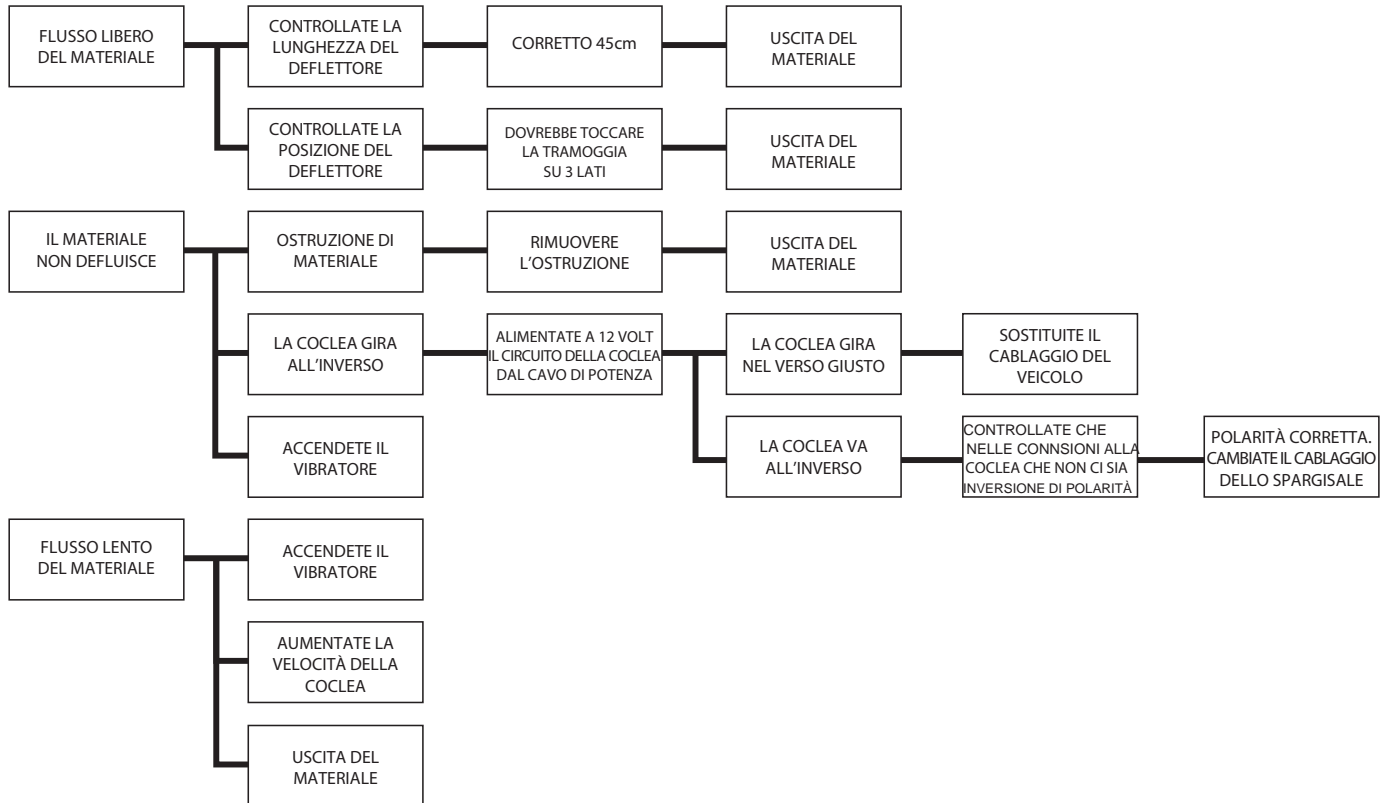 FLUSSO LIBERO
DEL MATERIALE
CONTROLLATE LA
LUNGHEZZA DEL
DEFLETTORE
CORRETTO 45cm
USCITA DEL
MATERIALE
CONTROLLATE LA
POSIZIONE DEL
DEFLETTORE
DOVREBBE TOCCARE
LA TRAMOGGIA
SU 3 LATI
USCITA DEL
MATERIALE
IL MATERIALE
NON DEFLUISCE
OSTRUZIONE DI
MATERIALE
RIMUOVERE
L'OSTRUZIONE
USCITA DEL
MATERIALE
LA COCLEA GIRA
ALL'INVERSO
ALIMENTATE A 12 VOLT
IL CIRCUITO DELLA COCLEA
DAL CAVO DI POTENZA
LA COCLEA GIRA
NEL VERSO GIUSTO
SOSTITUITE IL
CABLAGGIO DEL
VEICOLO
ACCENDETE IL
VIBRATORE
LA COCLEA VA
ALL'INVERSO
CONTROLLATE CHE
NELLE CONNSIONI ALLA
COCLEA CHE NON CI SIA
INVERSIONE DI POLARITÀ
POLARITÀ CORRETTA.
CAMBIATE IL CABLAGGIO
DELLO SPARGISALE
FLUSSO LENTO
DEL MATERIALE
ACCENDETE IL
VIBRATORE
AUMENTATE LA
VELOCITÀ DELLA
COCLEA
USCITA DEL
MATERIALE